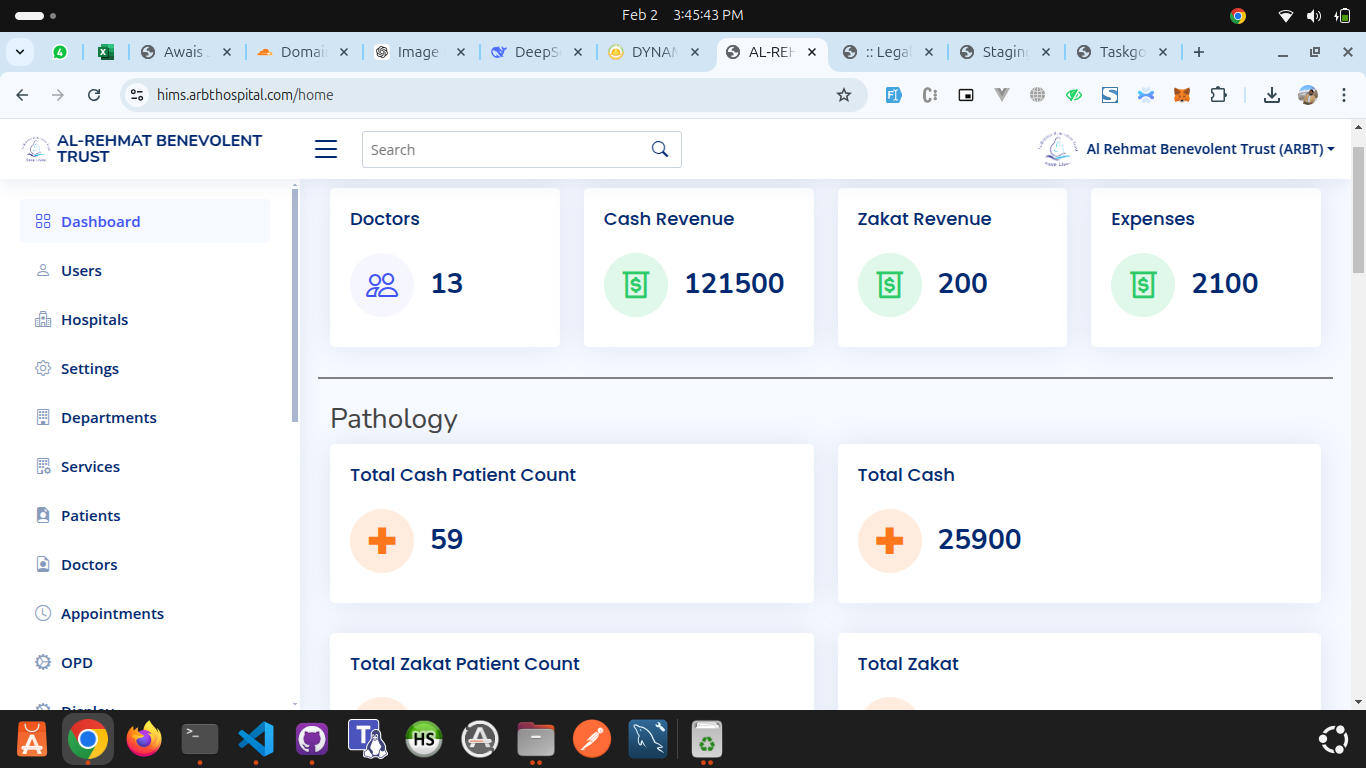 Feb 2 3:45:43 PM
4
Awais
Domai
Image
DeepSe
DYNAM
AL-REH
:: Legal
Staging
Taskgo
hims.arbthospital.com/home
AL-REHMAT BENEVOLENT
TRUST
Search
Al Rehmat Benevolent Trust (ARBT)
Dashboard
Users
Hospitals
Settings
Departments
Services
Patients
Doctors
Appointments
OPD
Display
Doctors
13
Cash Revenue
121500
Zakat Revenue
200
Expenses
2100
Pathology
Total Cash Patient Count
59
Total Cash
25900
Total Zakat Patient Count
Total Zakat
HS